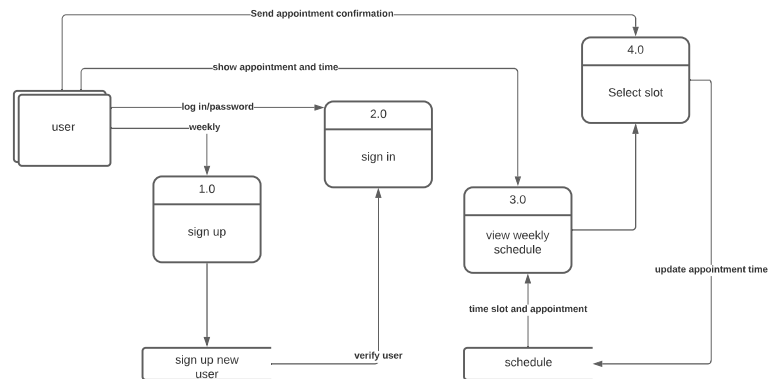 Send appointment confirmation
4.0
Select slot
show appointment and time
user
log in/password
weekly
2.0
sign in
1.0
sign up
3.0
view weekly
schedule
update appointment time
time slot and appointment
verify user
sign up new
user
schedule